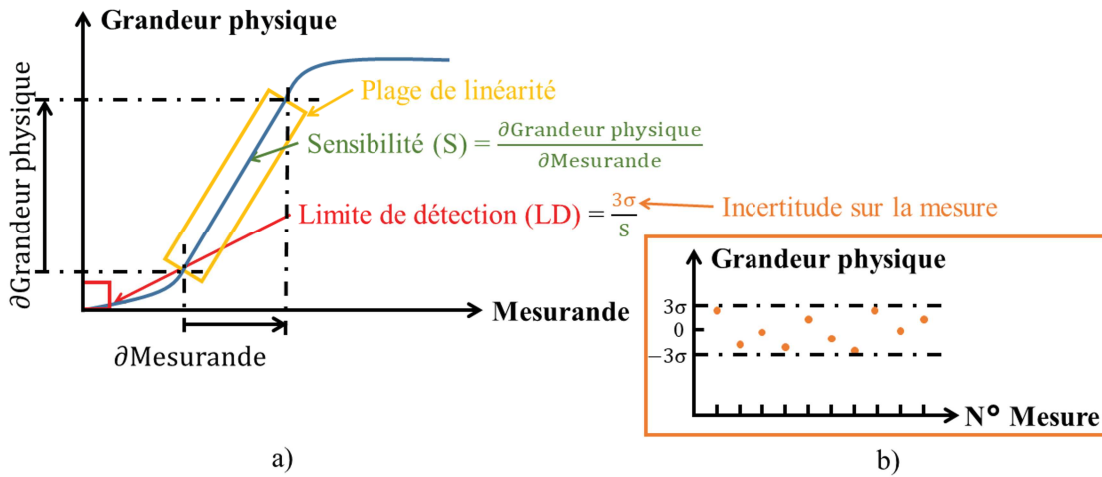 Grandeur physique
∂Grandeur physique
Plage de linéarité
Sensibilité (S) = ∂Grandeur physique / ∂Mesurande
Limite de détection (LD) = 3σ / S
Incertitude sur la mesure
Mesurande
∂Mesurande
a)
Grandeur physique
3σ
0
−3σ
N° Mesure
b)